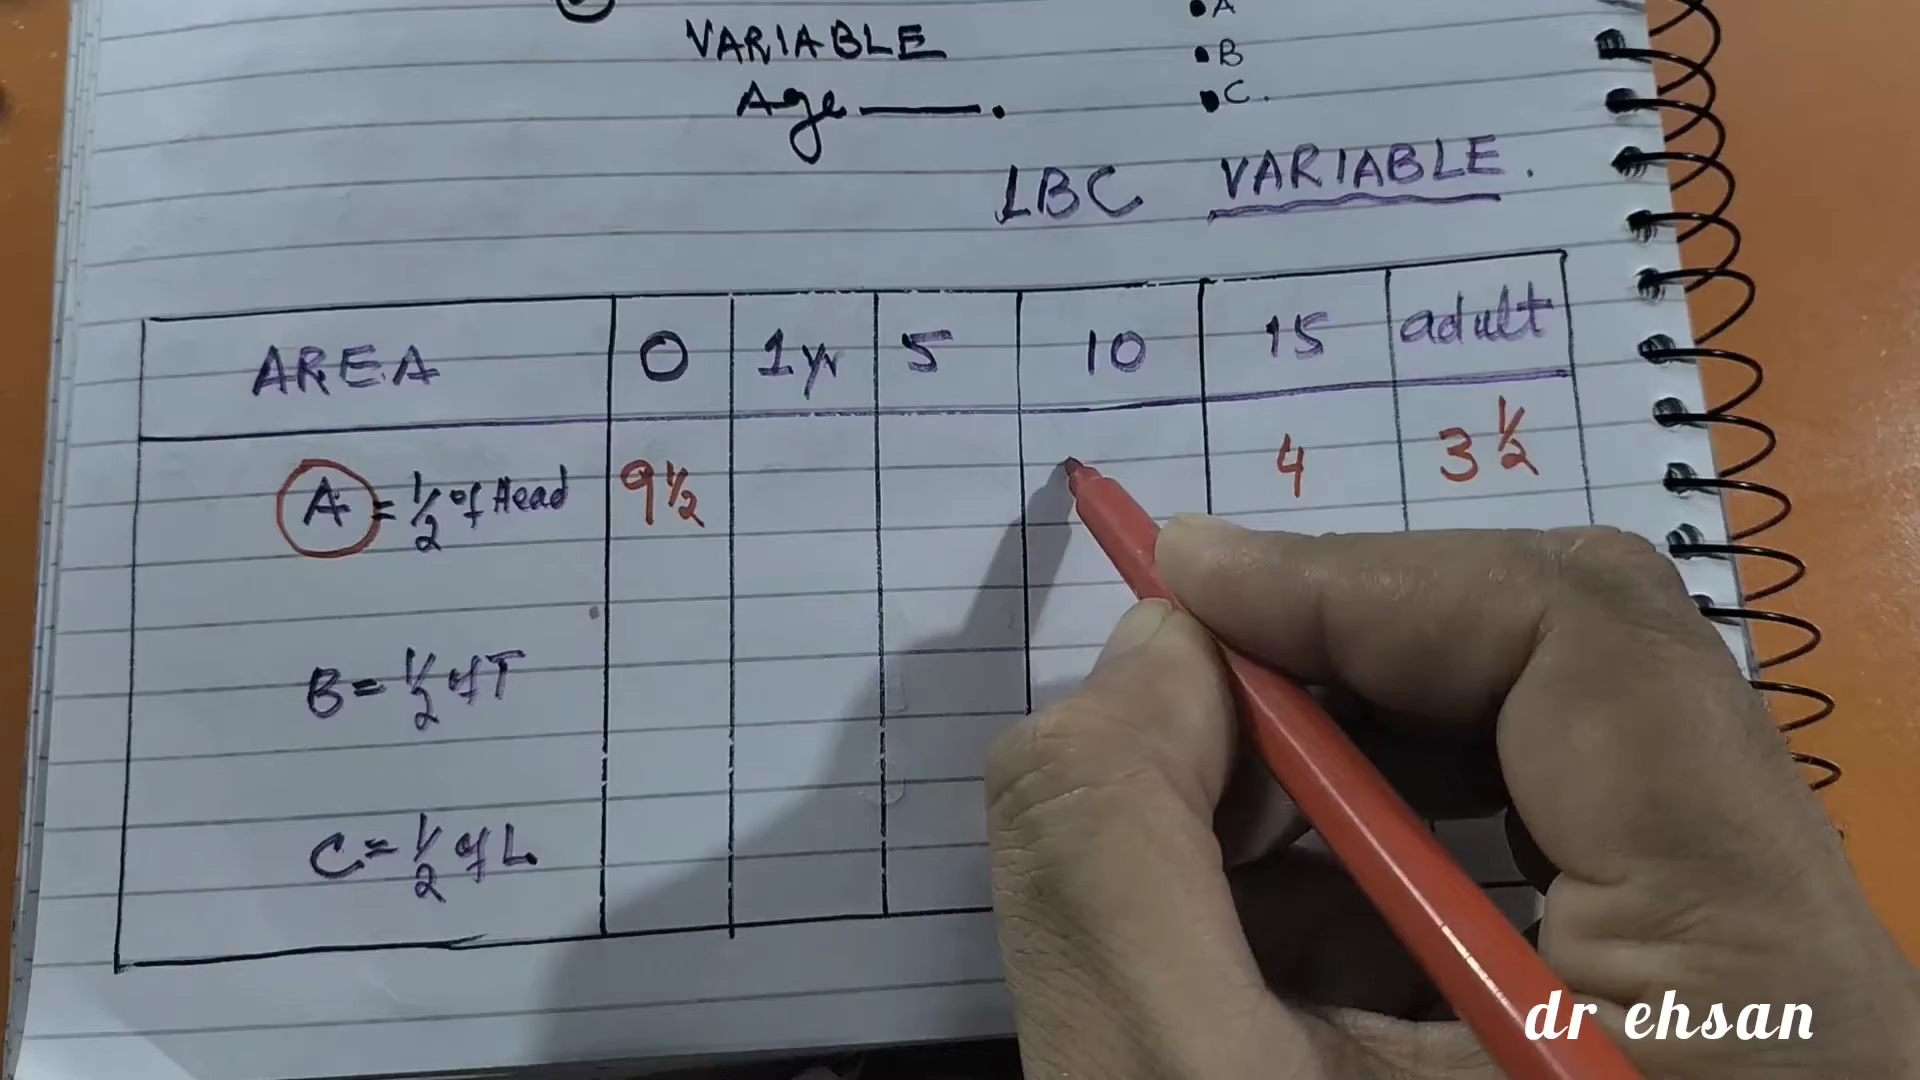 VARIABLE
Age
• A
• B
• C.
LBC VARIABLE.
AREA 0 1yr 5 10 15 adult
A = ½ of Head 9½ 4 3½
B = ½ of T
C = ½ of L
dr ehsan